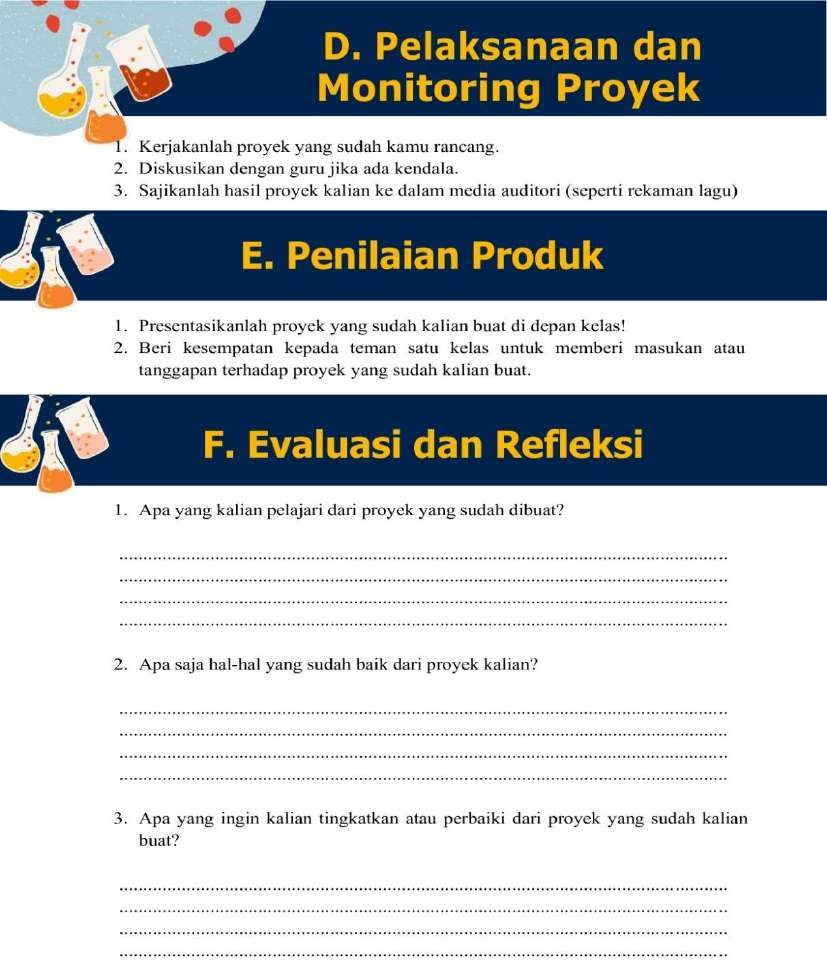 D. Pelaksanaan dan
Monitoring Proyek
1. Kerjakanlah proyek yang sudah kamu rancang.
2. Diskusikan dengan guru jika ada kendala.
3. Sajikanlah hasil proyek kalian ke dalam media auditori (seperti rekaman lagu)
E. Penilaian Produk
1. Presentasikanlah proyek yang sudah kalian buat di depan kelas!
2. Beri kesempatan kepada teman satu kelas untuk memberi masukan atau
tanggapan terhadap proyek yang sudah kalian buat.
F. Evaluasi dan Refleksi
1. Apa yang kalian pelajari dari proyek yang sudah dibuat?
2. Apa saja hal-hal yang sudah baik dari proyek kalian?
3. Apa yang ingin kalian tingkatkan atau perbaiki dari proyek yang sudah kalian
buat?